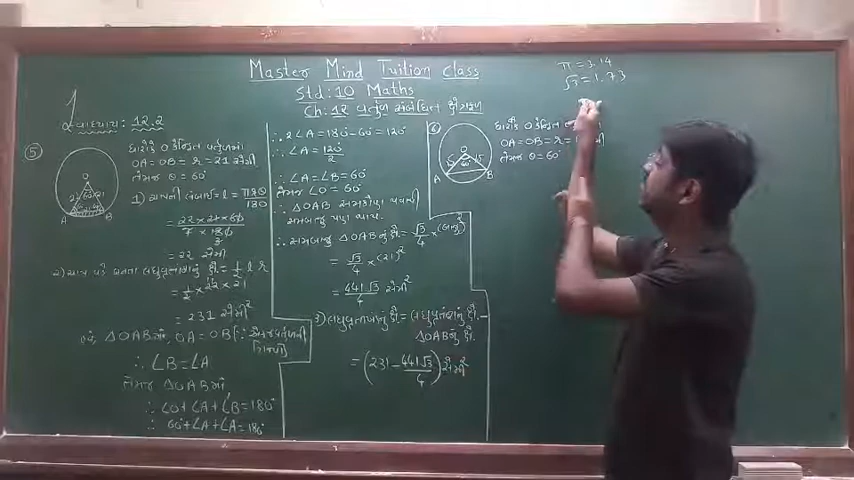 Master Mind Tuition Class
Std: 10 Maths
Ch: 12 વર્તુળ સંબંધિત ક્ષેત્રફળ
π = 3.14
√3 = 1.73
સ્વાધ્યાય: 12.2
5
ધારોકે O કેન્દ્રિત વર્તુળમાં
OA = OB = r = 21 સેમી
તેમજ θ = 60°
1) ચાપની લંબાઈ = l = πrθ/180
= 22 × 21 × 60 / 7 × 180
= 22 સેમી
2) ચાપ વડે બનતા લઘુવૃત્તાંશનું ક્ષે. = 1/2 l r
= 1/2 × 22 × 21
= 231 સેમી²
હવે, ΔOAB માં, OA = OB (∵ એક જ વર્તુળની
ત્રિજ્યા)
∴ ∠B = ∠A
તેમજ ΔOAB માં
∴ ∠O + ∠A + ∠B = 180°
∴ 60° + ∠A + ∠A = 180°
∴ 2∠A = 180° - 60° = 120°
∴ ∠A = 120°/2
∴ ∠A = ∠B = 60°
તેમજ ∠O = 60°
∴ ΔOAB સમબાજુ
∴ સમબાજુ ΔOAB નું ક્ષે. = √3/4 × (બાજુ)²
= √3/4 × (21)²
= 441√3/4 સેમી²
3) લઘુવૃત્તખંડનું ક્ષે. = લઘુવૃત્તાંશનું ક્ષે. -
ΔOAB નું ક્ષે.
= (231 - 441√3/4) સેમી²
6
ધારોકે O કેન્દ્રિત
OA = OB = r = 15 સેમી
તેમજ θ = 60°